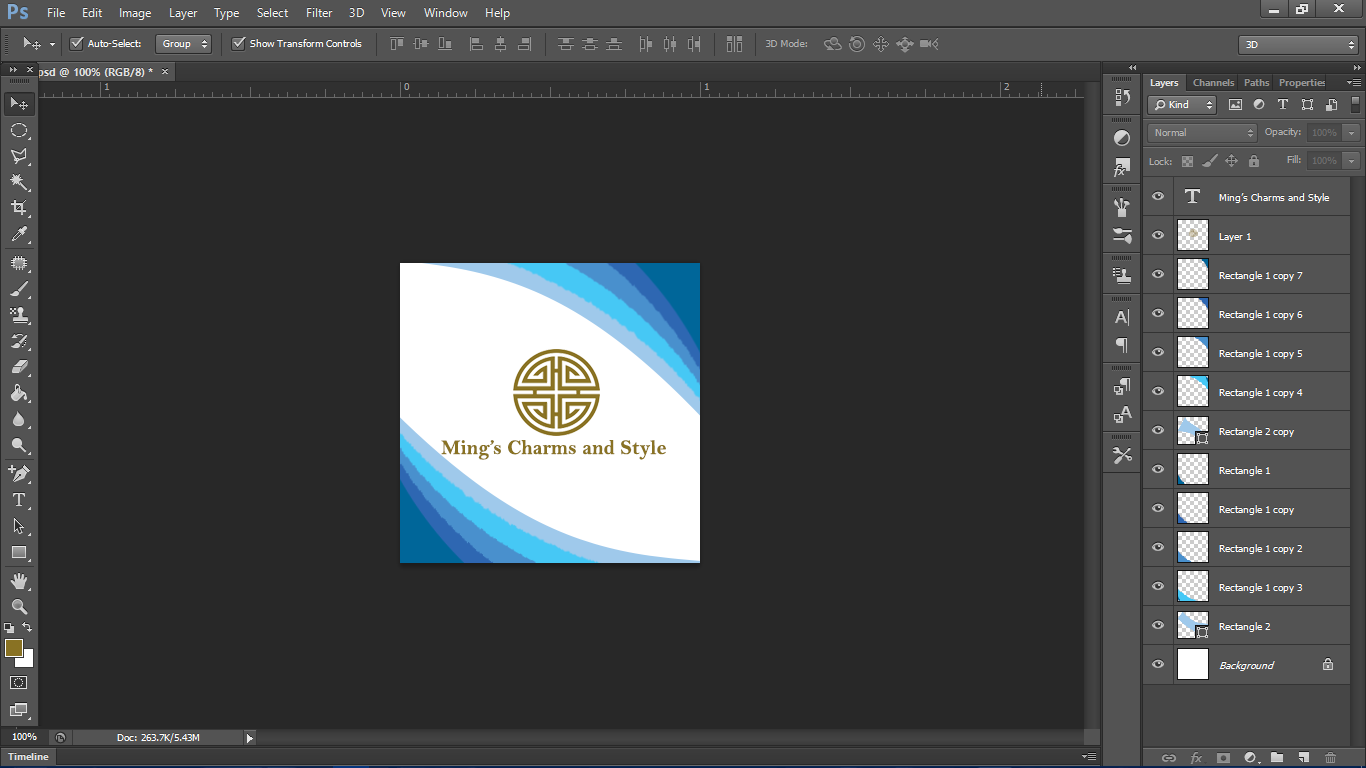 Ps File Edit Image Layer Type Select Filter 3D View Window Help
Auto-Select: Group Show Transform Controls 3D Mode: 3D
psd @ 100% (RGB/8) * ×
1 0 1 2
Ming's Charms and Style
Layers Channels Paths Properties
Kind
Normal Opacity: 100%
Lock: Fill: 100%
Ming's Charms and Style
Layer 1
Rectangle 1 copy 7
Rectangle 1 copy 6
Rectangle 1 copy 5
Rectangle 1 copy 4
Rectangle 2 copy
Rectangle 1
Rectangle 1 copy
Rectangle 1 copy 2
Rectangle 1 copy 3
Rectangle 2
Background
100% Doc: 263.7K/5.43M
Timeline